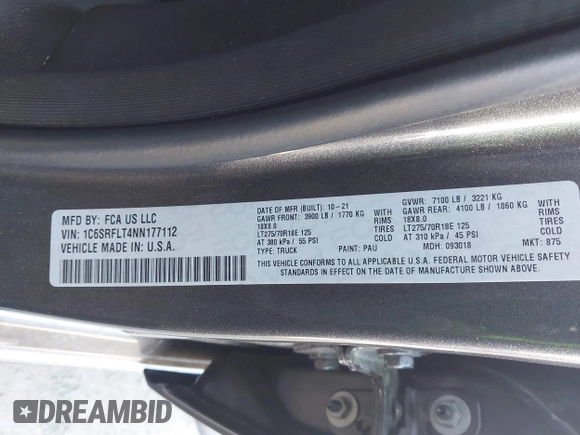 MFD BY: FCA US LLC
VIN: 1C6SRFLT4NN177112
VEHICLE MADE IN: U.S.A.
DATE OF MFR (BUILT): 10-21
GAWR FRONT: 3900 LB / 1770 KG WITH
18X8.0 RIMS
LT275/70R18E 125 TIRES
AT 380 kPa / 55 PSI COLD
TYPE: TRUCK PAINT: PAU
GVWR: 7100 LB / 3221 KG
GAWR REAR: 4100 LB / 1860 KG WITH
18X8.0 RIMS
LT275/70R18E 125 TIRES
AT 310 kPa / 45 PSI COLD
MDH: 093018 MKT: 875
THIS VEHICLE CONFORMS TO ALL APPLICABLE U.S.A. FEDERAL MOTOR VEHICLE SAFETY
STANDARDS IN EFFECT ON THE DATE OF MANUFACTURE SHOWN ABOVE.
DREAMBID